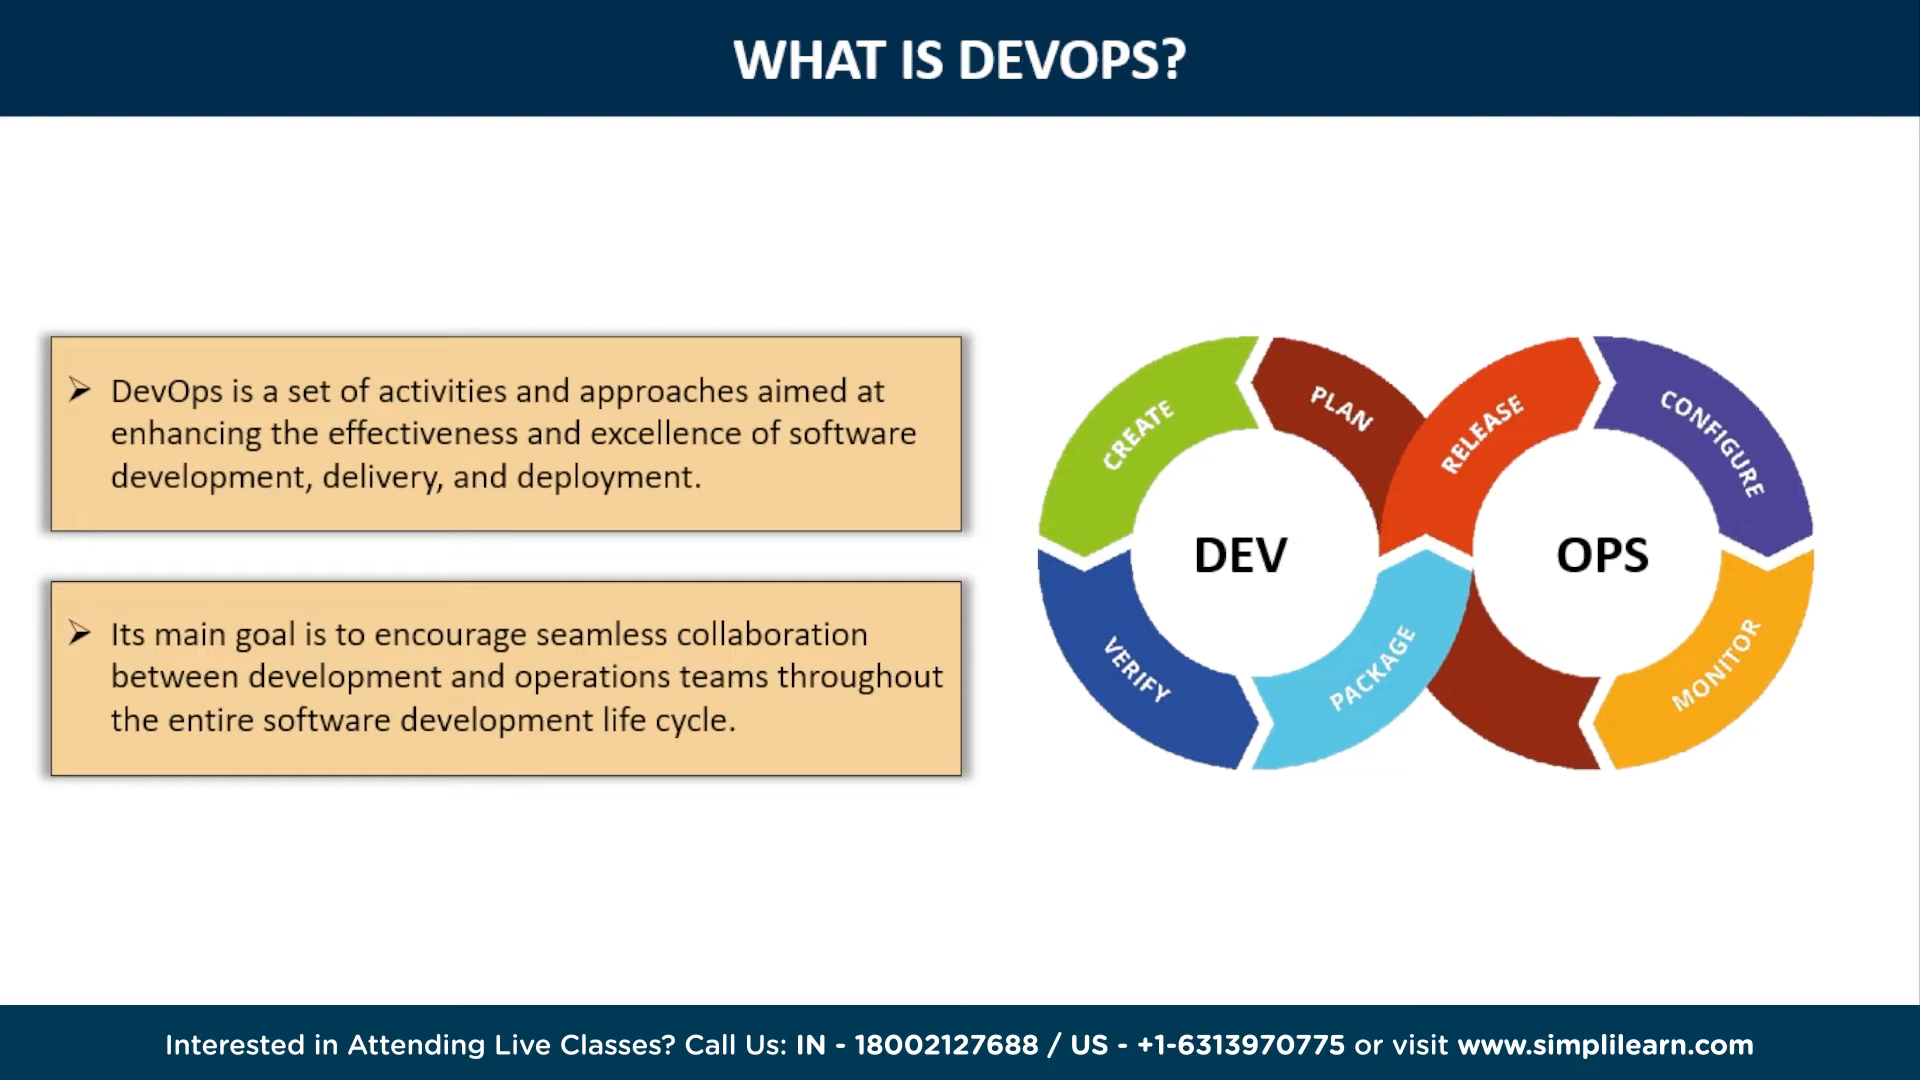 WHAT IS DEVOPS?
➢ DevOps is a set of activities and approaches aimed at
enhancing the effectiveness and excellence of software
development, delivery, and deployment.
➢ Its main goal is to encourage seamless collaboration
between development and operations teams throughout
the entire software development life cycle.
CREATE
PLAN
RELEASE
CONFIGURE
DEV
OPS
VERIFY
PACKAGE
MONITOR
Interested in Attending Live Classes? Call Us: IN - 18002127688 / US - +1-6313970775 or visit www.simplilearn.com